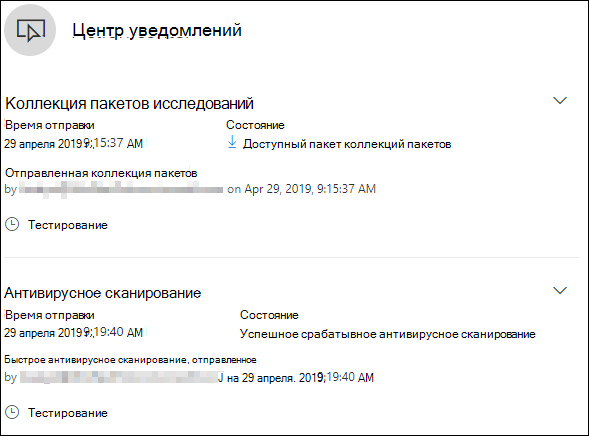 Центр уведомлений
Коллекция пакетов исследований
Время отправки Состояние
29 апреля 2019 г., 9:15:37 AM Доступный пакет коллекций пакетов
Отправленная коллекция пакетов
by on Apr 29, 2019, 9:15:37 AM
Тестирование
Антивирусное сканирование
Время отправки Состояние
29 апреля 2019 г., 9:19:40 AM Успешное срабатывное антивирусное сканирование
Быстрое антивирусное сканирование, отправленное
by на 29 апреля. 2019, 9:19:40 AM
Тестирование